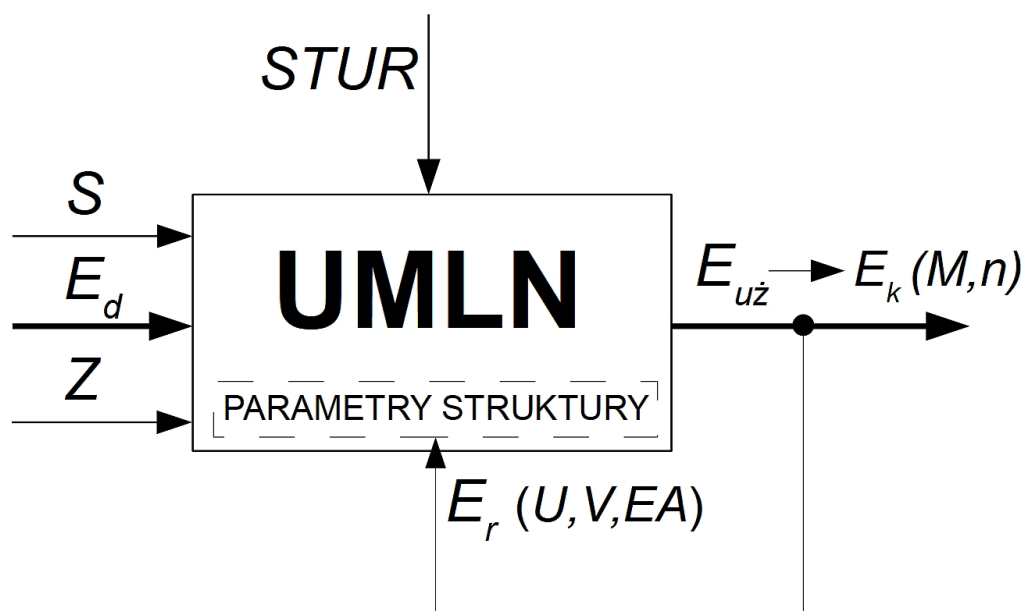 STUR
S
E_d
Z
UMLN
PARAMETRY STRUKTURY
E_uż → E_k (M,n)
E_r (U,V,EA)